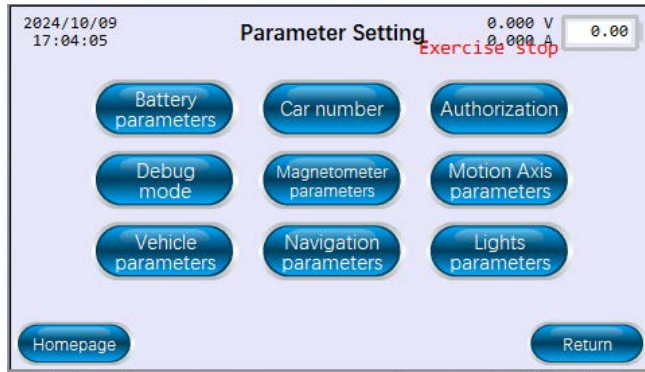 2024/10/09
17:04:05
Parameter Setting
0.000 V
0.000 A
0.00
Exercise stop
Battery
parameters
Car number
Authorization
Debug
mode
Magnetometer
parameters
Motion Axis
parameters
Vehicle
parameters
Navigation
parameters
Lights
parameters
Homepage
Return